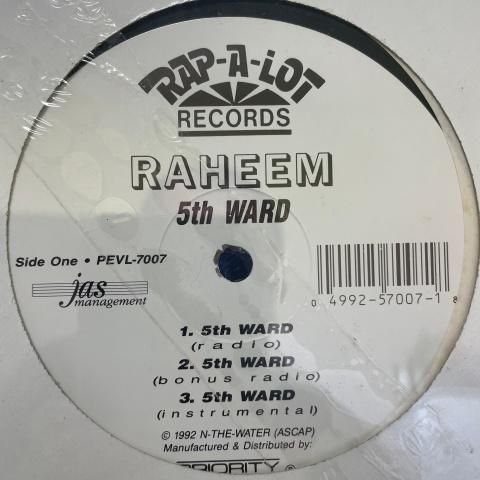 RAP-A-LOT
RECORDS
RAHEEM
5th WARD
Side One • PEVL-7007
jas
management
0 4992-57007-1 8
1. 5th WARD
(radio)
2. 5th WARD
(bonus radio)
3. 5th WARD
(instrumental)
© 1992 N-THE-WATER (ASCAP)
Manufactured & Distributed by:
PRIORITY ®